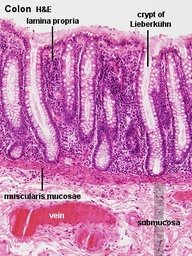 Colon H&E
lamina propria
crypt of
Lieberkühn
muscularis mucosae
vein
submucosa